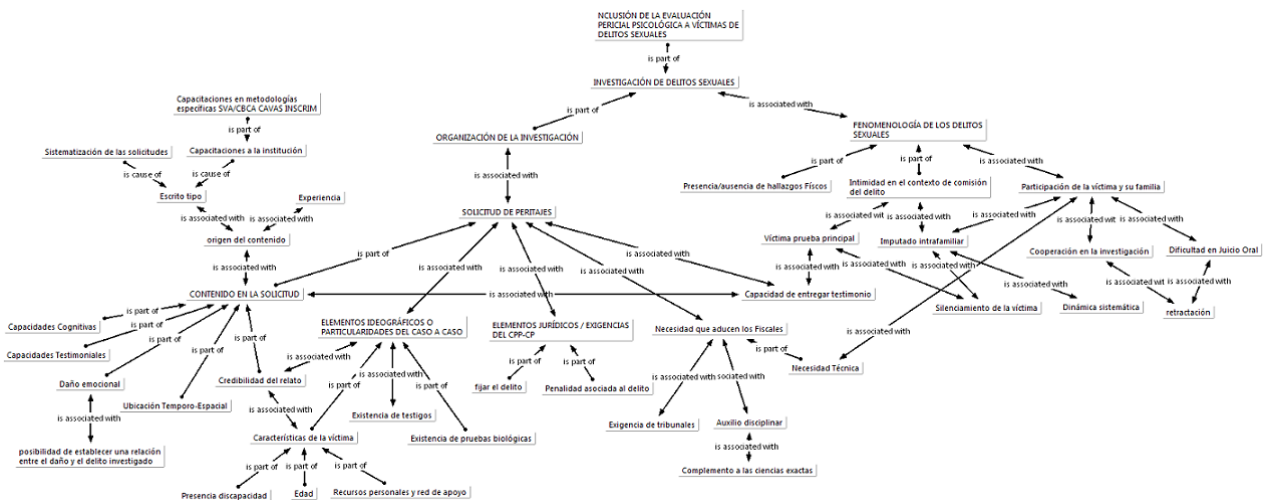 NCLUSIÓN DE LA EVALUACIÓN
PERICIAL PSICOLÓGICA A VÍCTIMAS DE
DELITOS SEXUALES
is part of
INVESTIGACIÓN DE DELITOS SEXUALES
is part of
is associated with
Capacitaciones en metodologías
específicas SVA/CBCA CAVAS INSCRIM
is part of
Sistematización de las solicitudes
Capacitaciones a la institución
is cause of
is cause of
Escrito tipo
Experiencia
is associated with
is associated with
origen del contenido
is associated with
ORGANIZACIÓN DE LA INVESTIGACIÓN
is associated with
SOLICITUD DE PERITAJES
FENOMENOLOGÍA DE LOS DELITOS
SEXUALES
is part of
is part of
is associated with
Presencia/ausencia de hallazgos Físcos
Intimidad en el contexto de comisión
del delito
Participación de la víctima y su familia
is associated wit
is associated with
is associated with
is associated wit
is associated with
Víctima prueba principal
Imputado intrafamiliar
Cooperación en la investigación
Dificultad en Juicio Oral
is part of
is associated with
is associated with
is associated with
is associated with
is associated with
is associated with
is associated with
is associated with
is associated with
is associated wit
is associated with
CONTENIDO EN LA SOLICITUD
is associated with
Capacidad de entregar testimonio
Silenciamiento de la víctima
Dinámica sistemática
retractación
Capacidades Cognitivas
is part of
Capacidades Testimoniales
is part of
is part of
is part of
is part of
Daño emocional
Ubicación Temporo-Espacial
Credibilidad del relato
is associated with
posibilidad de establecer una relación
entre el daño y el delito investigado
ELEMENTOS IDEOGRÁFICOS O
PARTICULARIDADES DEL CASO A CASO
is associated with
is part of
is associated with
is part of
ELEMENTOS JURÍDICOS / EXIGENCIAS
DEL CPP-CP
is part of
is part of
fijar el delito
Penalidad asociada al delito
Necesidad que aducen los Fiscales
is part of
is associated with
Necesidad Técnica
is associated with
sociated with
Existencia de testigos
Existencia de pruebas biológicas
Exigencia de tribunales
Auxilio disciplinar
is associated with
Complemento a las ciencias exactas
is associated with
Características de la víctima
is part of
is part of
is part of
Presencia discapacidad
Edad
Recursos personales y red de apoyo